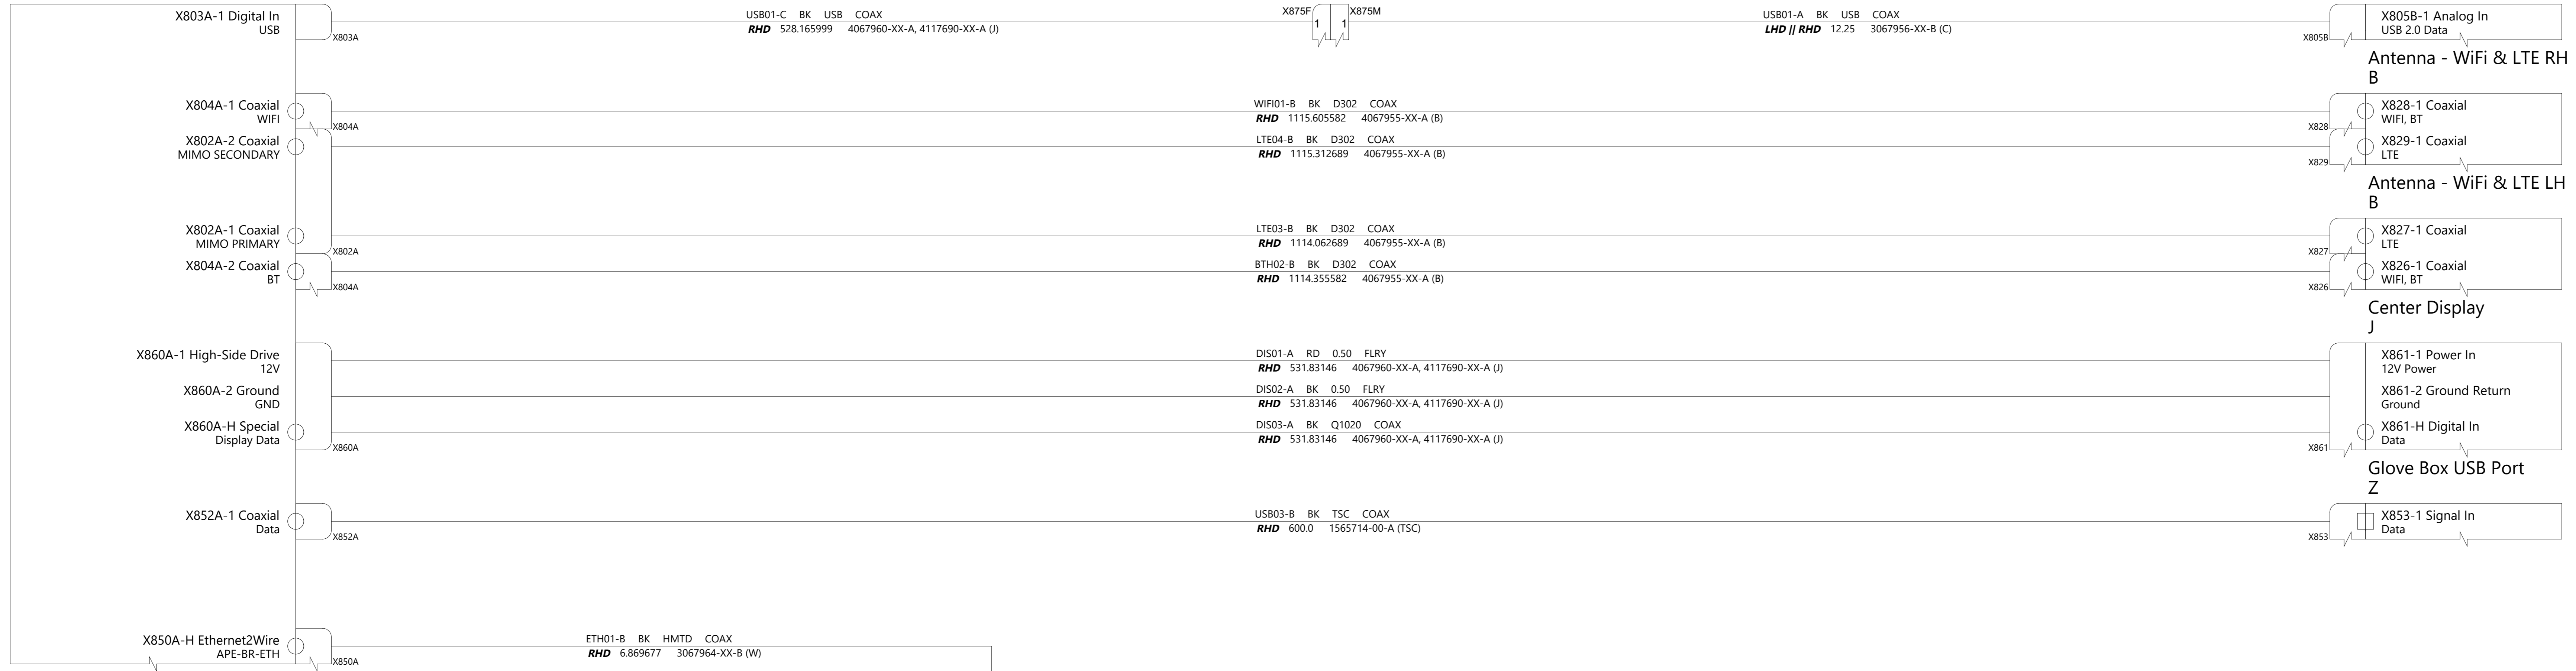 X803A-1 Digital In
USB
X803A
USB01-C BK USB COAX
RHD 528.165999 4067960-XX-A, 4117690-XX-A (J)
X875F
1
X875M
1
USB01-A BK USB COAX
LHD || RHD 12.25 3067956-XX-B (C)
X805B
X805B-1 Analog In
USB 2.0 Data
Antenna - WiFi & LTE RH
B
X804A-1 Coaxial
WIFI
X804A
WIFI01-B BK D302 COAX
RHD 1115.605582 4067955-XX-A (B)
X828
X828-1 Coaxial
WIFI, BT
X802A-2 Coaxial
MIMO SECONDARY
LTE04-B BK D302 COAX
RHD 1115.312689 4067955-XX-A (B)
X829
X829-1 Coaxial
LTE
Antenna - WiFi & LTE LH
B
X802A-1 Coaxial
MIMO PRIMARY
X802A
LTE03-B BK D302 COAX
RHD 1114.062689 4067955-XX-A (B)
X827
X827-1 Coaxial
LTE
X804A-2 Coaxial
BT
X804A
BTH02-B BK D302 COAX
RHD 1114.355582 4067955-XX-A (B)
X826
X826-1 Coaxial
WIFI, BT
Center Display
J
X860A-1 High-Side Drive
12V
DIS01-A RD 0.50 FLRY
RHD 531.83146 4067960-XX-A, 4117690-XX-A (J)
X861-1 Power In
12V Power
X860A-2 Ground
GND
DIS02-A BK 0.50 FLRY
RHD 531.83146 4067960-XX-A, 4117690-XX-A (J)
X861-2 Ground Return
Ground
X860A-H Special
Display Data
X860A
DIS03-A BK Q1020 COAX
RHD 531.83146 4067960-XX-A, 4117690-XX-A (J)
X861
X861-H Digital In
Data
Glove Box USB Port
Z
X852A-1 Coaxial
Data
X852A
USB03-B BK TSC COAX
RHD 600.0 1565714-00-A (TSC)
X853
X853-1 Signal In
Data
X850A-H Ethernet2Wire
APE-BR-ETH
X850A
ETH01-B BK HMTD COAX
RHD 6.869677 3067964-XX-B (W)